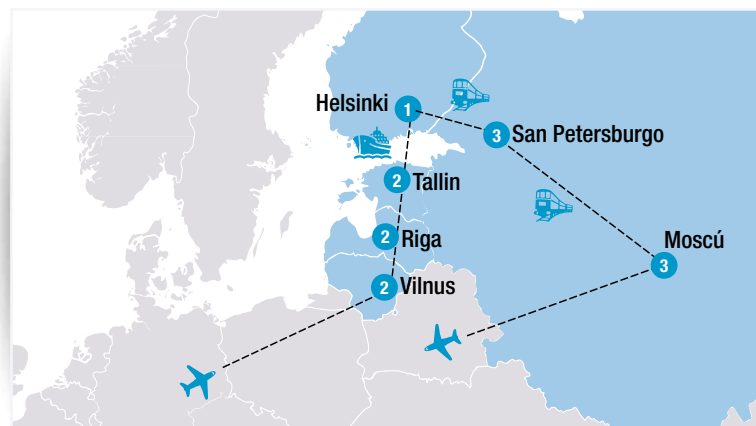 Helsinki 1
3 San Petersburgo
2 Tallin
2 Riga
Moscú
3
2 Vilnus